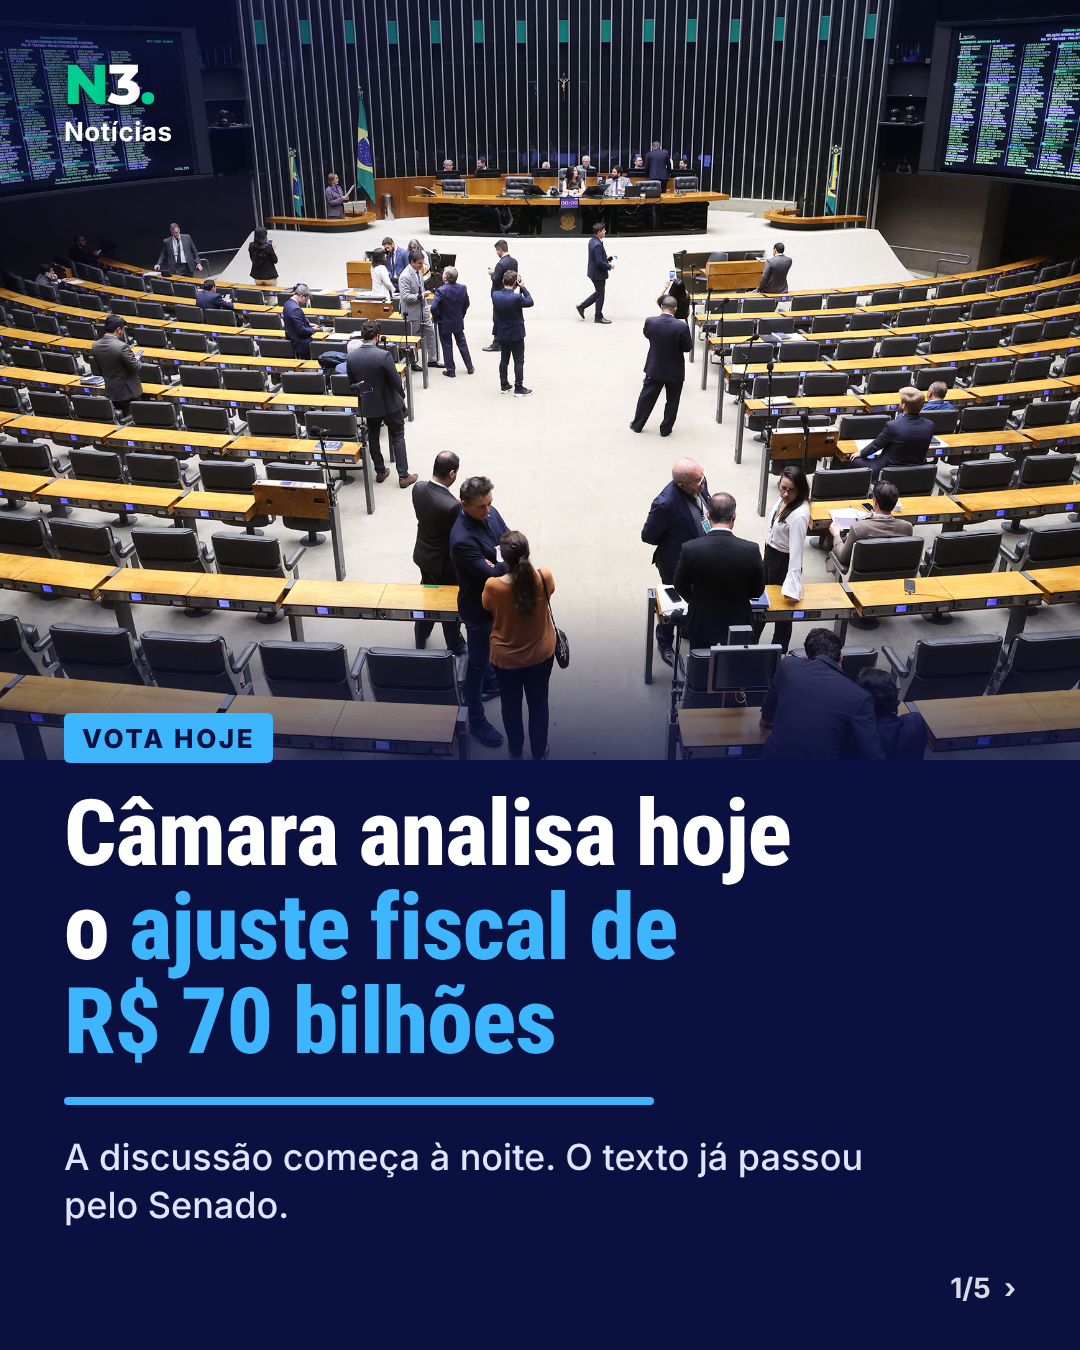 N3.
Notícias
VOTA HOJE
Câmara analisa hoje
o ajuste fiscal de
R$ 70 bilhões
A discussão começa à noite. O texto já passou
pelo Senado.
1/5 ›